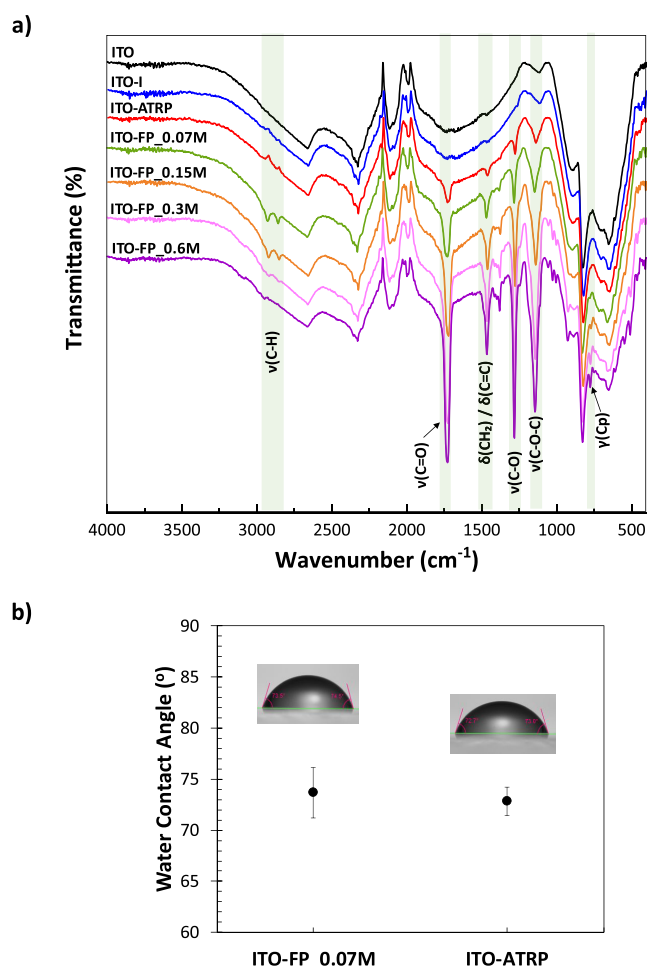 a)
ITO
ITO-I
ITO-ATRP
ITO-FP_0.07M
ITO-FP_0.15M
ITO-FP_0.3M
ITO-FP_0.6M
Transmittance (%)
ν(C-H)
ν(C=O)
δ(CH₂) / δ(C=C)
ν(C-O)
ν(C-O-C)
γ(Cp)
4000 3500 3000 2500 2000 1500 1000 500
Wavenumber (cm⁻¹)
b)
Water Contact Angle (º)
90
85
80
75
70
65
60
ITO-FP_0.07M ITO-ATRP